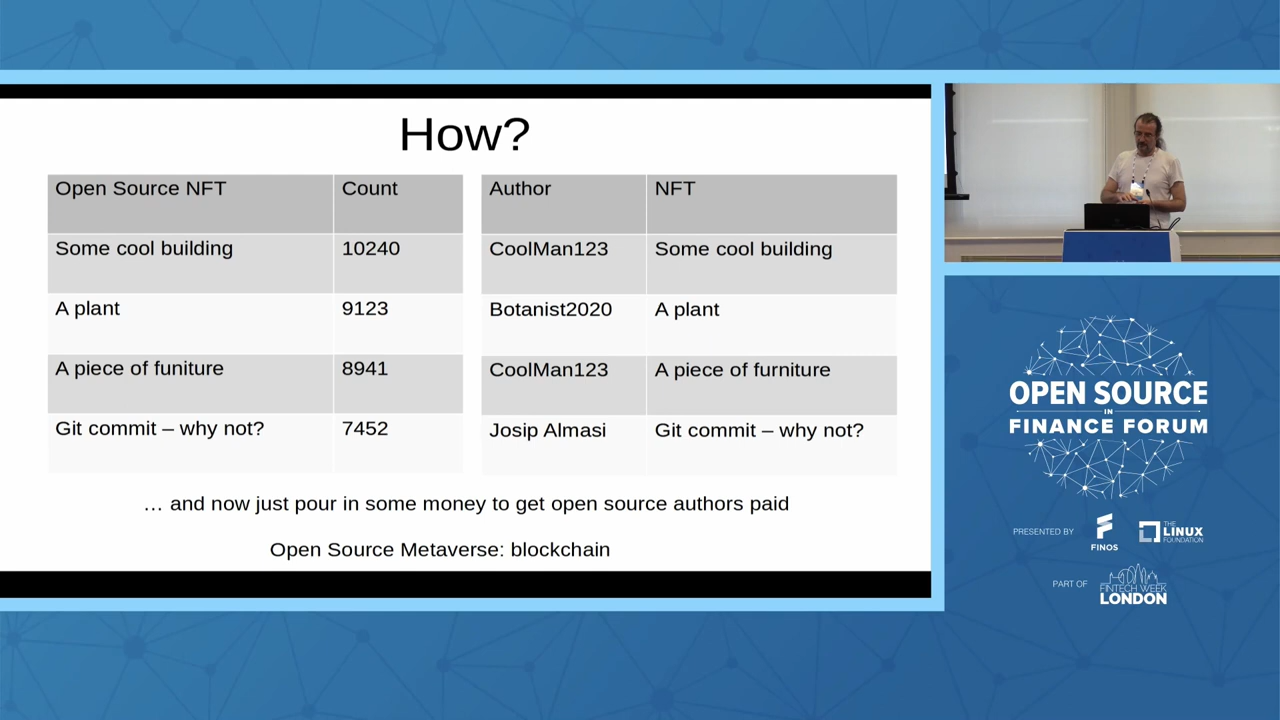 How?
Open Source NFT Count
Some cool building 10240
A plant 9123
A piece of funiture 8941
Git commit – why not? 7452
Author NFT
CoolMan123 Some cool building
Botanist2020 A plant
CoolMan123 A piece of furniture
Josip Almasi Git commit – why not?
… and now just pour in some money to get open source authors paid
Open Source Metaverse: blockchain
OPEN SOURCE
IN
FINANCE FORUM
PRESENTED BY
FINOS
THE
LINUX
FOUNDATION
PART OF
FINTECH WEEK
LONDON